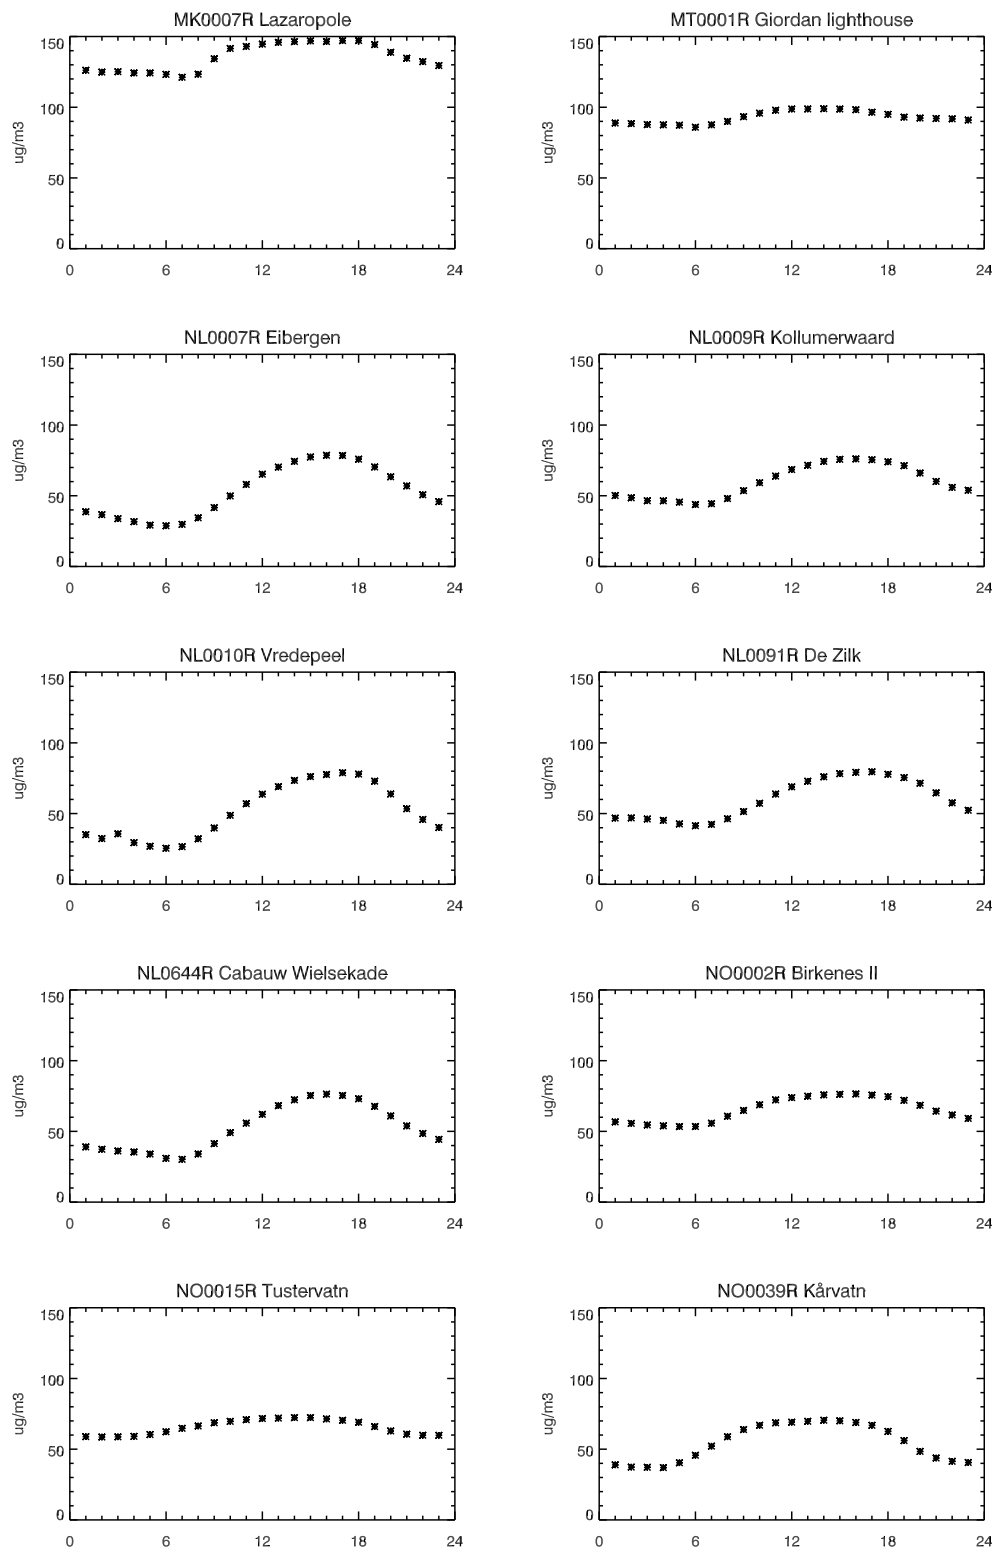 MK0007R Lazaropole
MT0001R Giordan lighthouse
150
100
50
0
ug/m3
0 6 12 18 24
150
100
50
0
ug/m3
0 6 12 18 24
NL0007R Eibergen
NL0009R Kollumerwaard
150
100
50
0
ug/m3
0 6 12 18 24
150
100
50
0
ug/m3
0 6 12 18 24
NL0010R Vredepeel
NL0091R De Zilk
150
100
50
0
ug/m3
0 6 12 18 24
150
100
50
0
ug/m3
0 6 12 18 24
NL0644R Cabauw Wielsekade
NO0002R Birkenes II
150
100
50
0
ug/m3
0 6 12 18 24
150
100
50
0
ug/m3
0 6 12 18 24
NO0015R Tustervatn
NO0039R Kårvatn
150
100
50
0
ug/m3
0 6 12 18 24
150
100
50
0
ug/m3
0 6 12 18 24